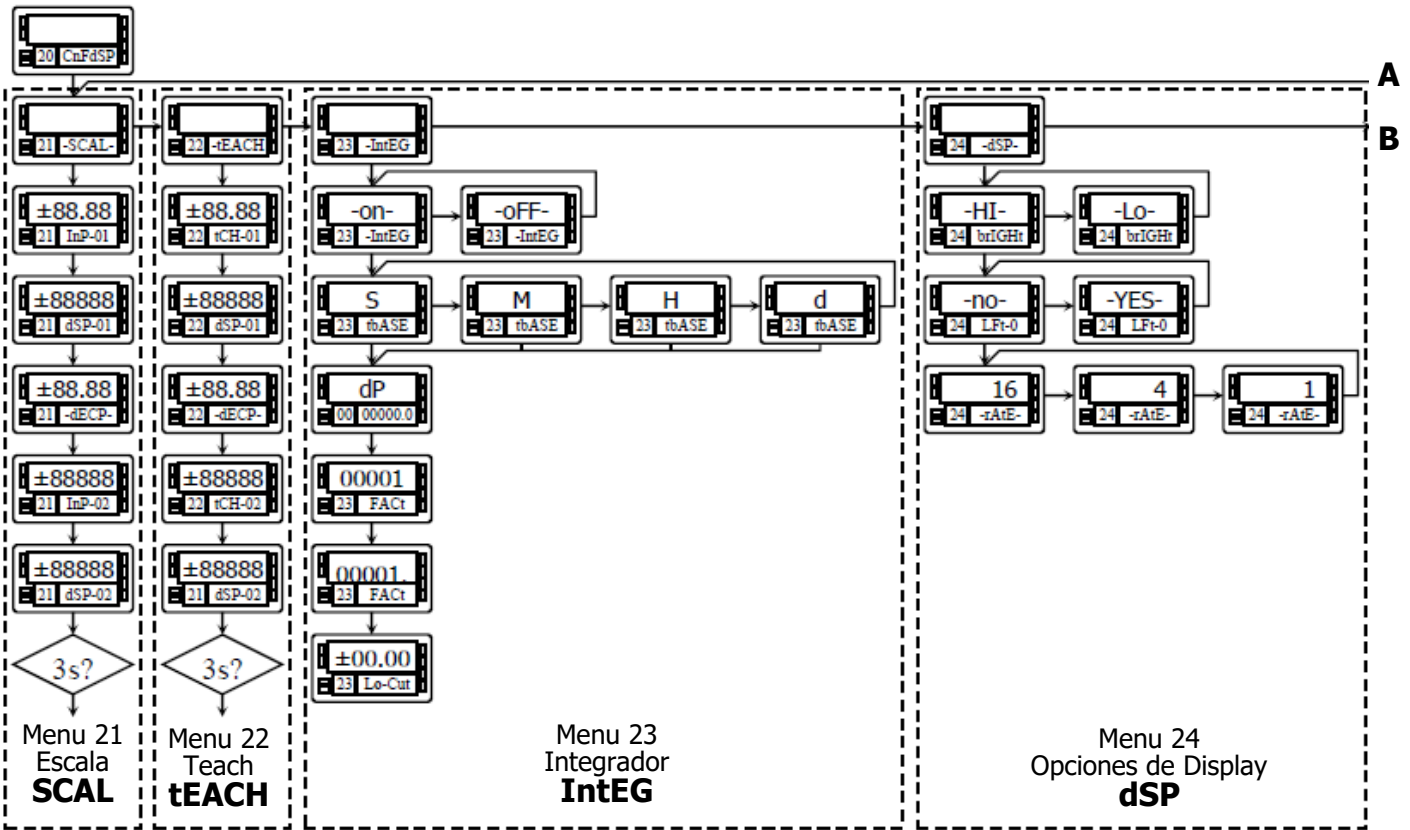 20 CnFdSP
A
21 -SCAL-
22 -tEACH
23 -IntEG
24 -dSP-
B
±88.88
21 InP-01
±88.88
22 tCH-01
-on-
23 -IntEG
-oFF-
23 -IntEG
-HI-
24 brIGHt
-Lo-
24 brIGHt
±88888
21 dSP-01
±88888
22 dSP-01
S
23 tbASE
M
23 tbASE
H
23 tbASE
d
23 tbASE
-no-
24 LFt-0
-YES-
24 LFt-0
±88.88
21 -dECP-
±88.88
22 -dECP-
dP
00 00000.0
16
24 -rAtE-
4
24 -rAtE-
1
24 -rAtE-
±88888
21 InP-02
±88888
22 tCH-02
00001
23 FACt
±88888
21 dSP-02
±88888
21 dSP-02
00001.
23 FACt
3s?
3s?
±00.00
23 Lo-Cut
Menu 21
Escala
SCAL
Menu 22
Teach
tEACH
Menu 23
Integrador
IntEG
Menu 24
Opciones de Display
dSP